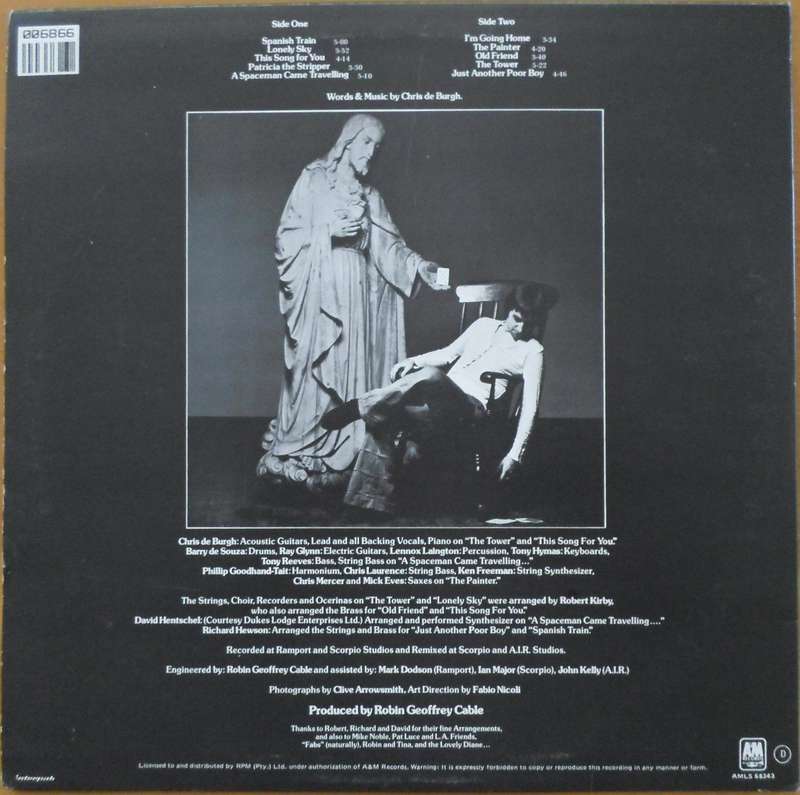 006866
Side One
Spanish Train 5-00
Lonely Sky 3-52
This Song for You 4-14
Patricia the Stripper 3-30
A Spaceman Came Travelling 5-10
Side Two
I'm Going Home 3-34
The Painter 4-20
Old Friend 3-40
The Tower 5-22
Just Another Poor Boy 4-46
Words & Music by Chris de Burgh.
Chris de Burgh: Acoustic Guitars, Lead and all Backing Vocals, Piano on "The Tower" and "This Song For You."
Barry de Souza: Drums, Ray Glynn: Electric Guitars, Lennox Laington: Percussion, Tony Hymas: Keyboards,
Tony Reeves: Bass, String Bass on "A Spaceman Came Travelling..."
Phillip Goodhand-Tait: Harmonium, Chris Laurence: String Bass, Ken Freeman: String Synthesizer,
Chris Mercer and Mick Eves: Saxes on "The Painter."
The Strings, Choir, Recorders and Ocerinas on "The Tower" and "Lonely Sky" were arranged by Robert Kirby,
who also arranged the Brass for "Old Friend" and "This Song For You."
David Hentschel: (Courtesy Dukes Lodge Enterprises Ltd.) Arranged and performed Synthesizer on "A Spaceman Came Travelling...."
Richard Hewson: Arranged the Strings and Brass for "Just Another Poor Boy" and "Spanish Train."
Recorded at Ramport and Scorpio Studios and Remixed at Scorpio and A.I.R. Studios.
Engineered by: Robin Geoffrey Cable and assisted by: Mark Dodson (Ramport), Ian Major (Scorpio), John Kelly (A.I.R.)
Photographs by Clive Arrowsmith, Art Direction by Fabio Nicoli
Produced by Robin Geoffrey Cable
Thanks to Robert, Richard and David for their fine Arrangements,
and also to Mike Noble, Pat Luce and L.A. Friends,
"Fabs" (naturally), Robin and Tina, and the Lovely Diane...
Licensed to and distributed by RPM (Pty.) Ltd. under authorization of A&M Records. Warning: It is expressly forbidden to copy or reproduce this recording in any manner or form.
A&M
RECORDS
D
AMLS 68343